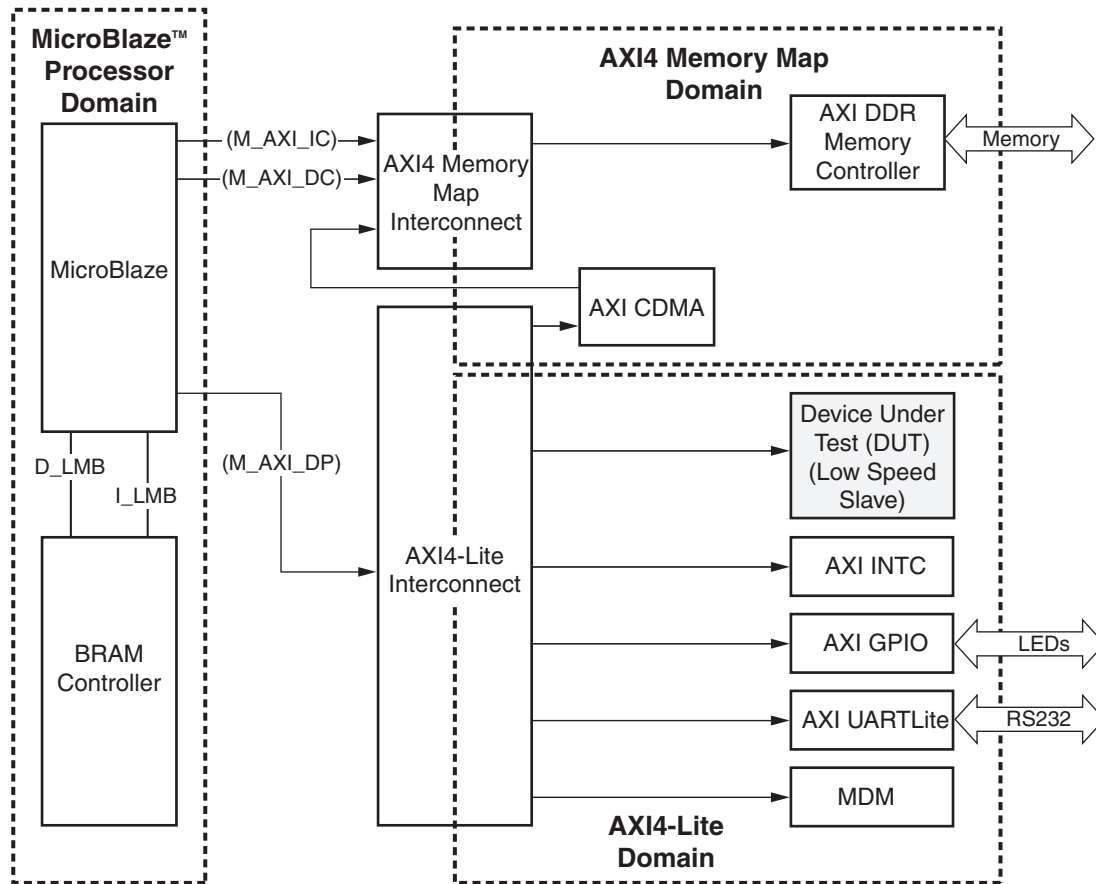 MicroBlaze™
Processor
Domain
AXI4 Memory Map
Domain
MicroBlaze
(M_AXI_IC)
(M_AXI_DC)
AXI4 Memory
Map
Interconnect
AXI DDR
Memory
Controller
Memory
AXI CDMA
D_LMB
I_LMB
(M_AXI_DP)
BRAM
Controller
AXI4-Lite
Interconnect
Device Under
Test (DUT)
(Low Speed
Slave)
AXI INTC
AXI GPIO
LEDs
AXI UARTLite
RS232
MDM
AXI4-Lite
Domain